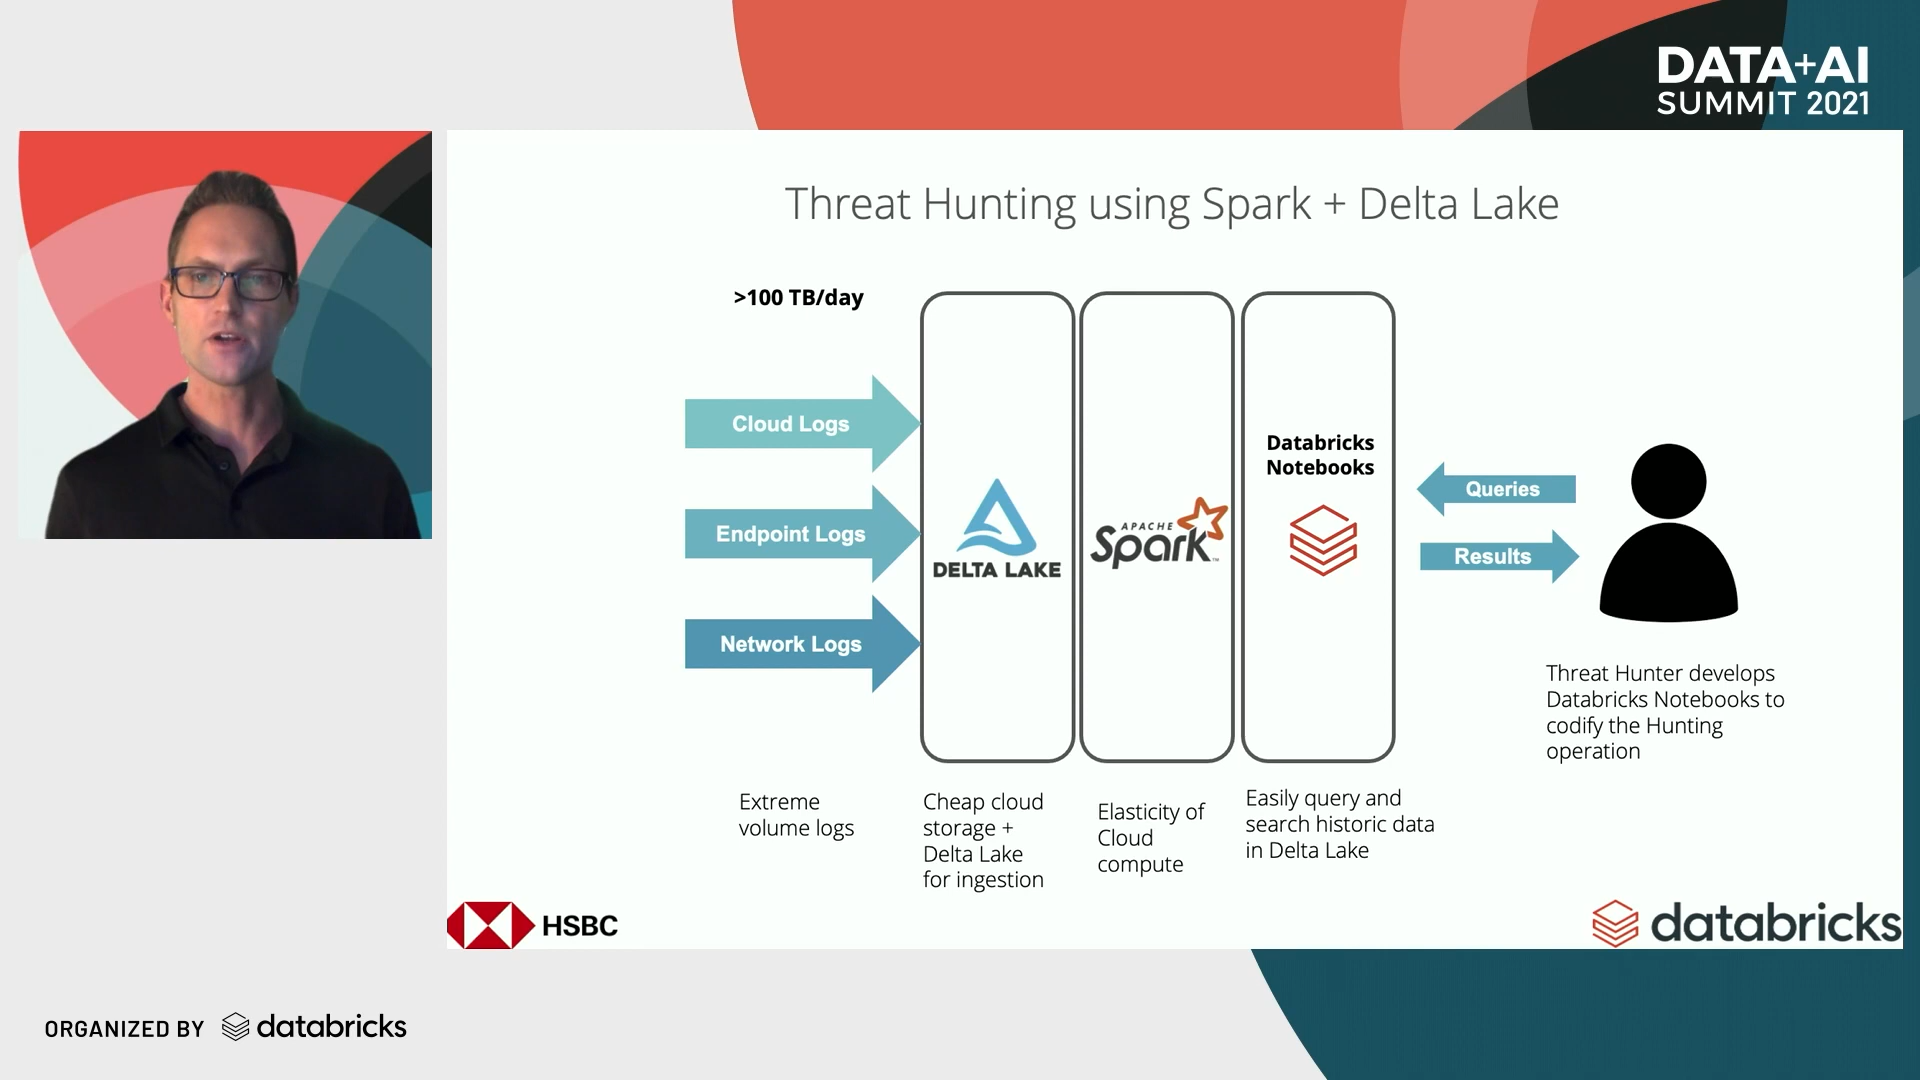 DATA+AI
SUMMIT 2021
Threat Hunting using Spark + Delta Lake
>100 TB/day
Cloud Logs
Endpoint Logs
Network Logs
DELTA LAKE
APACHE
Spark™
Databricks
Notebooks
Queries
Results
Threat Hunter develops
Databricks Notebooks to
codify the Hunting
operation
Extreme
volume logs
Cheap cloud
storage +
Delta Lake
for ingestion
Elasticity of
Cloud
compute
Easily query and
search historic data
in Delta Lake
HSBC
databricks
ORGANIZED BY databricks